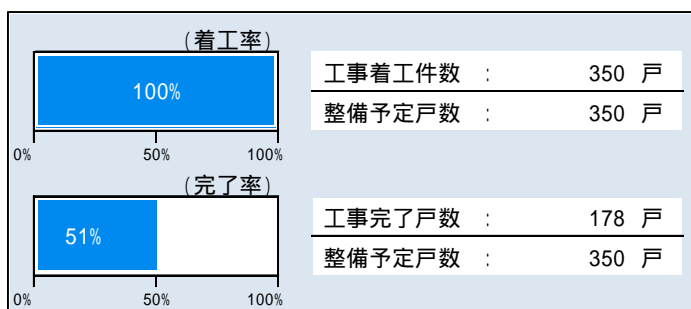 (着工率)
100%
0% 50% 100%
工事着工件数 : 350 戸
整備予定戸数 : 350 戸
(完了率)
51%
0% 50% 100%
工事完了戸数 : 178 戸
整備予定戸数 : 350 戸